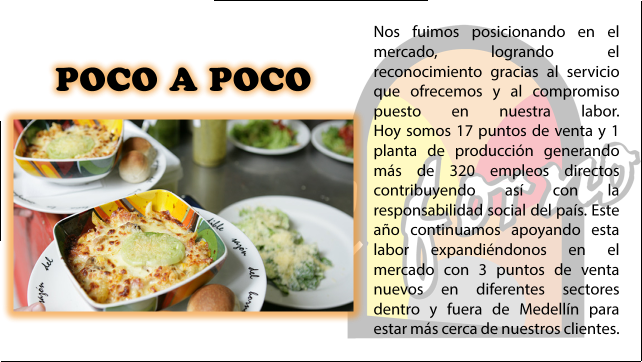 POCO A POCO
Nos fuimos posicionando en el
mercado, logrando el
reconocimiento gracias al servicio
que ofrecemos y al compromiso
puesto en nuestra labor.
Hoy somos 17 puntos de venta y 1
planta de producción generando
más de 320 empleos directos
contribuyendo así con la
responsabilidad social del país. Este
año continuamos apoyando esta
labor expandiéndonos en el
mercado con 3 puntos de venta
nuevos en diferentes sectores
dentro y fuera de Medellín para
estar más cerca de nuestros clientes.